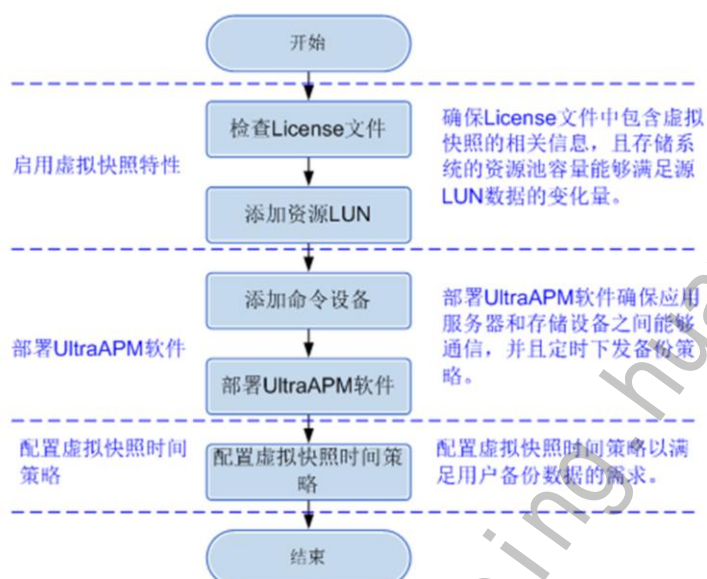 开始
检查License文件
确保License文件中包含虚拟
快照的相关信息，且存储系
统的资源池容量能够满足源
LUN数据的变化量。
启用虚拟快照特性
添加资源LUN
添加命令设备
部署UltraAPM软件确保应用
服务器和存储设备之间能够
通信，并且定时下发备份策
略。
部署UltraAPM软件
部署UltraAPM软件
配置虚拟快照时间
策略
配置虚拟快照时间策
略
配置虚拟快照时间策略以满
足用户备份数据的需求。
结束